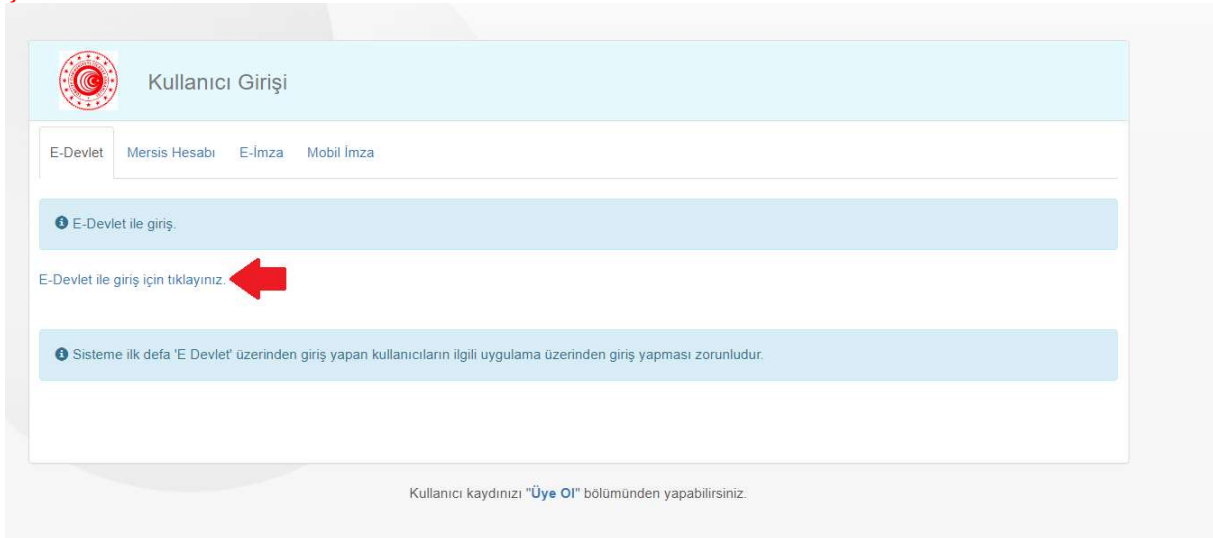 Kullanıcı Girişi
E-Devlet Mersis Hesabı E-İmza Mobil İmza
E-Devlet ile giriş.
E-Devlet ile giriş için tıklayınız.
Sisteme ilk defa 'E Devlet' üzerinden giriş yapan kullanıcıların ilgili uygulama üzerinden giriş yapması zorunludur.
Kullanıcı kaydınızı "Üye Ol" bölümünden yapabilirsiniz.